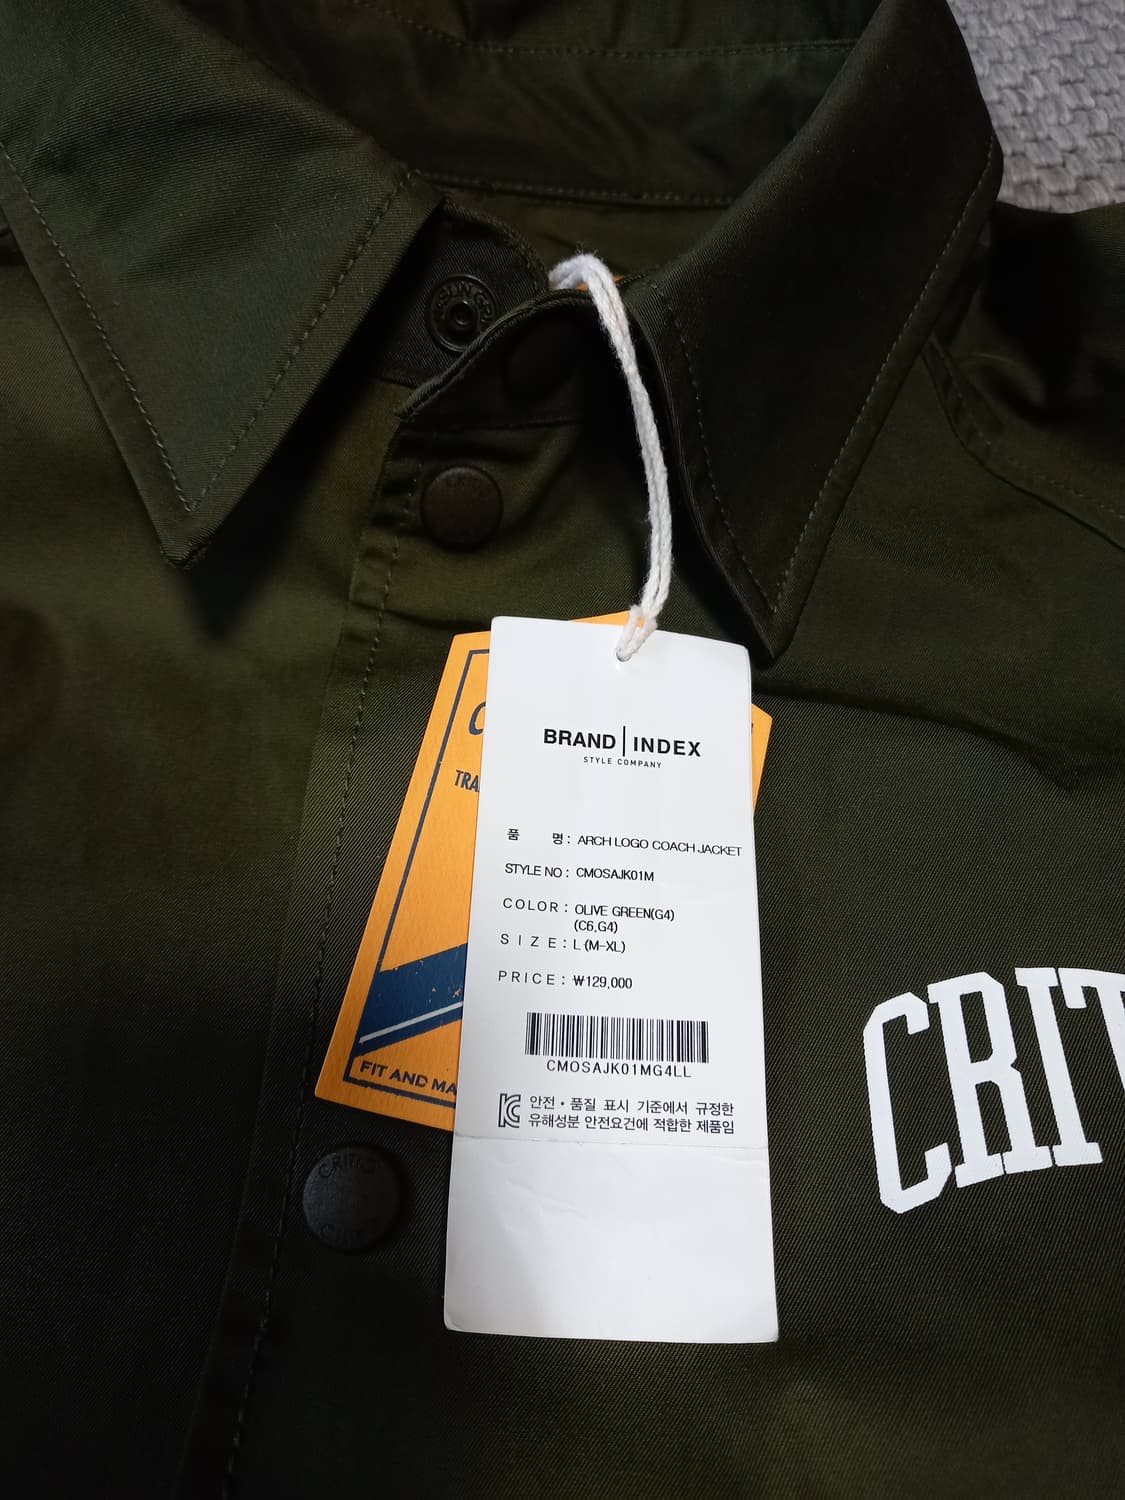 BRAND | INDEX
STYLE COMPANY
품 명 : ARCH LOGO COACH JACKET
STYLE NO : CMOSAJK01M
COLOR : OLIVE GREEN(G4)
(C6,G4)
SIZE : L (M-XL)
PRICE : ₩129,000
CMOSAJK01MG4LL
안전・품질 표시 기준에서 규정한
유해성분 안전요건에 적합한 제품임
TRA
FIT AND MA
CRIT
CRITIC